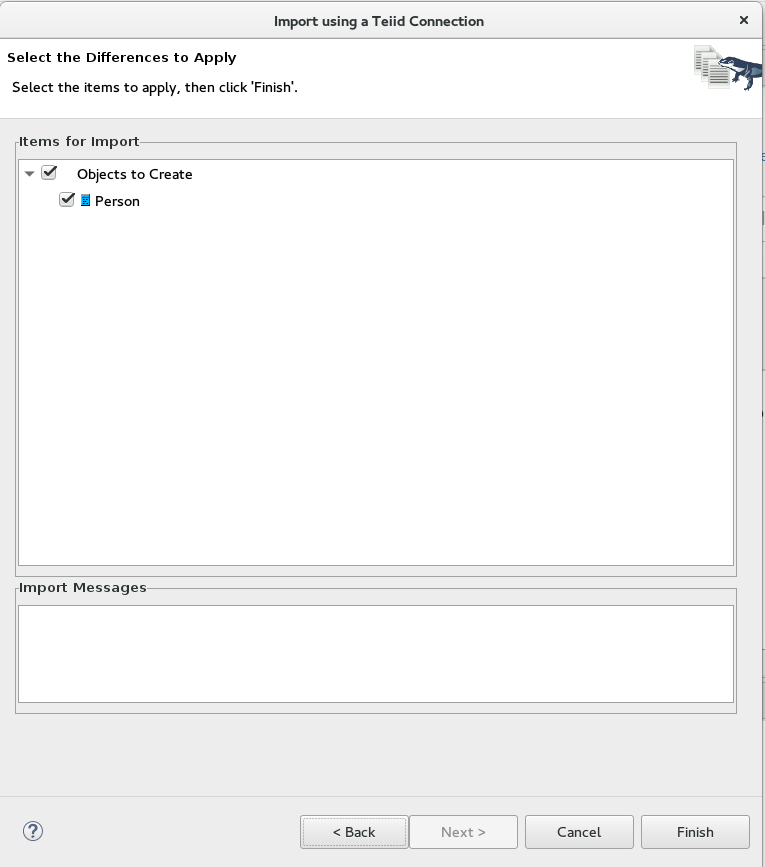 Import using a Teiid Connection
Select the Differences to Apply
Select the items to apply, then click 'Finish'.
Items for Import
Objects to Create
Person
Import Messages
< Back
Next >
Cancel
Finish